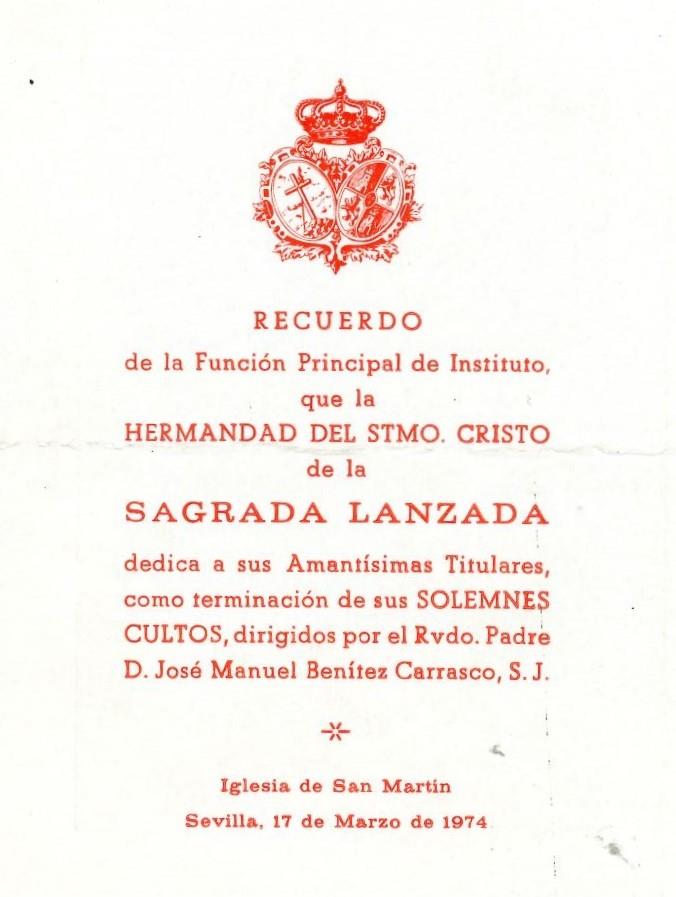 RECUERDO
de la Función Principal de Instituto,
que la
HERMANDAD DEL STMO. CRISTO
de la
SAGRADA LANZADA
dedica a sus Amantísimas Titulares,
como terminación de sus SOLEMNES
CULTOS, dirigidos por el Rvdo. Padre
D. José Manuel Benítez Carrasco, S. J.
Iglesia de San Martín
Sevilla, 17 de Marzo de 1974